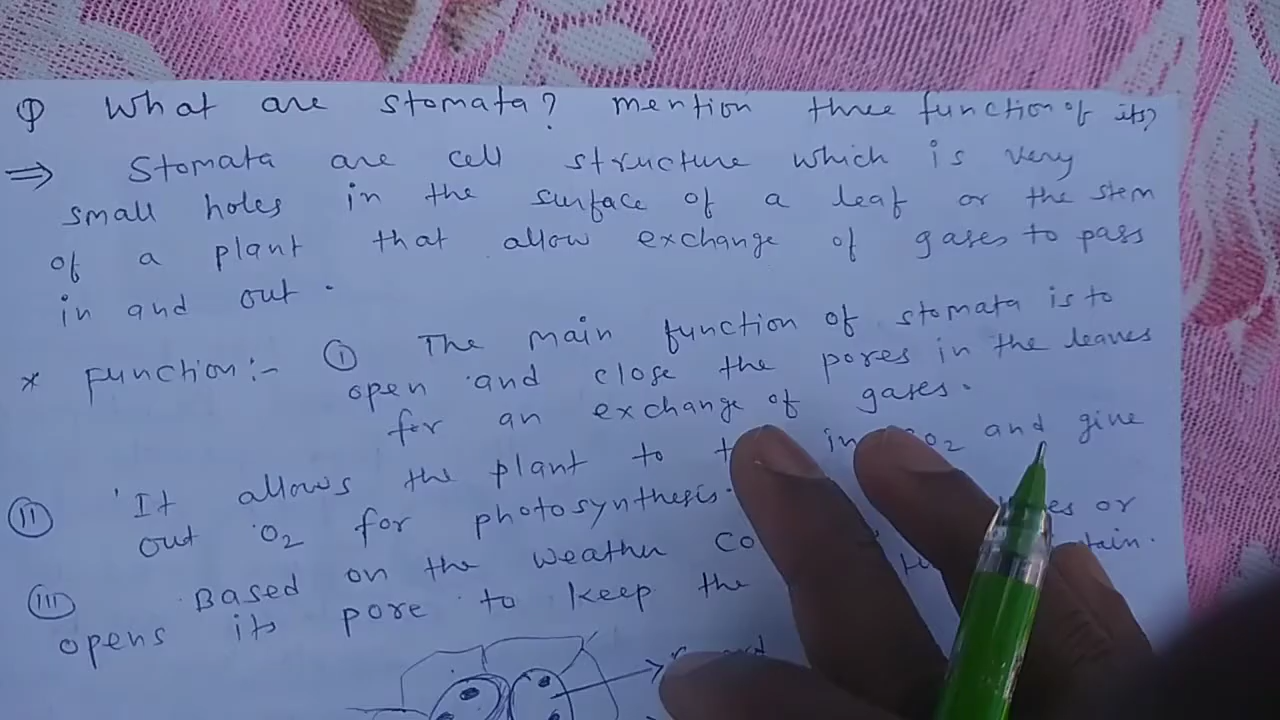 Q What are stomata? mention three function of its?
⇒ Stomata are cell structure which is very
small holes in the surface of a leaf or the stem
of a plant that allow exchange of gases to pass
in and out.
* Function:- (I) The main function of stomata is to
open and close the pores in the leaves
for an exchange of gases.
(II) It allows the plant to in and give
out O2 for photosynthesis.
(III) Based on the weather or
opens its pore to keep the